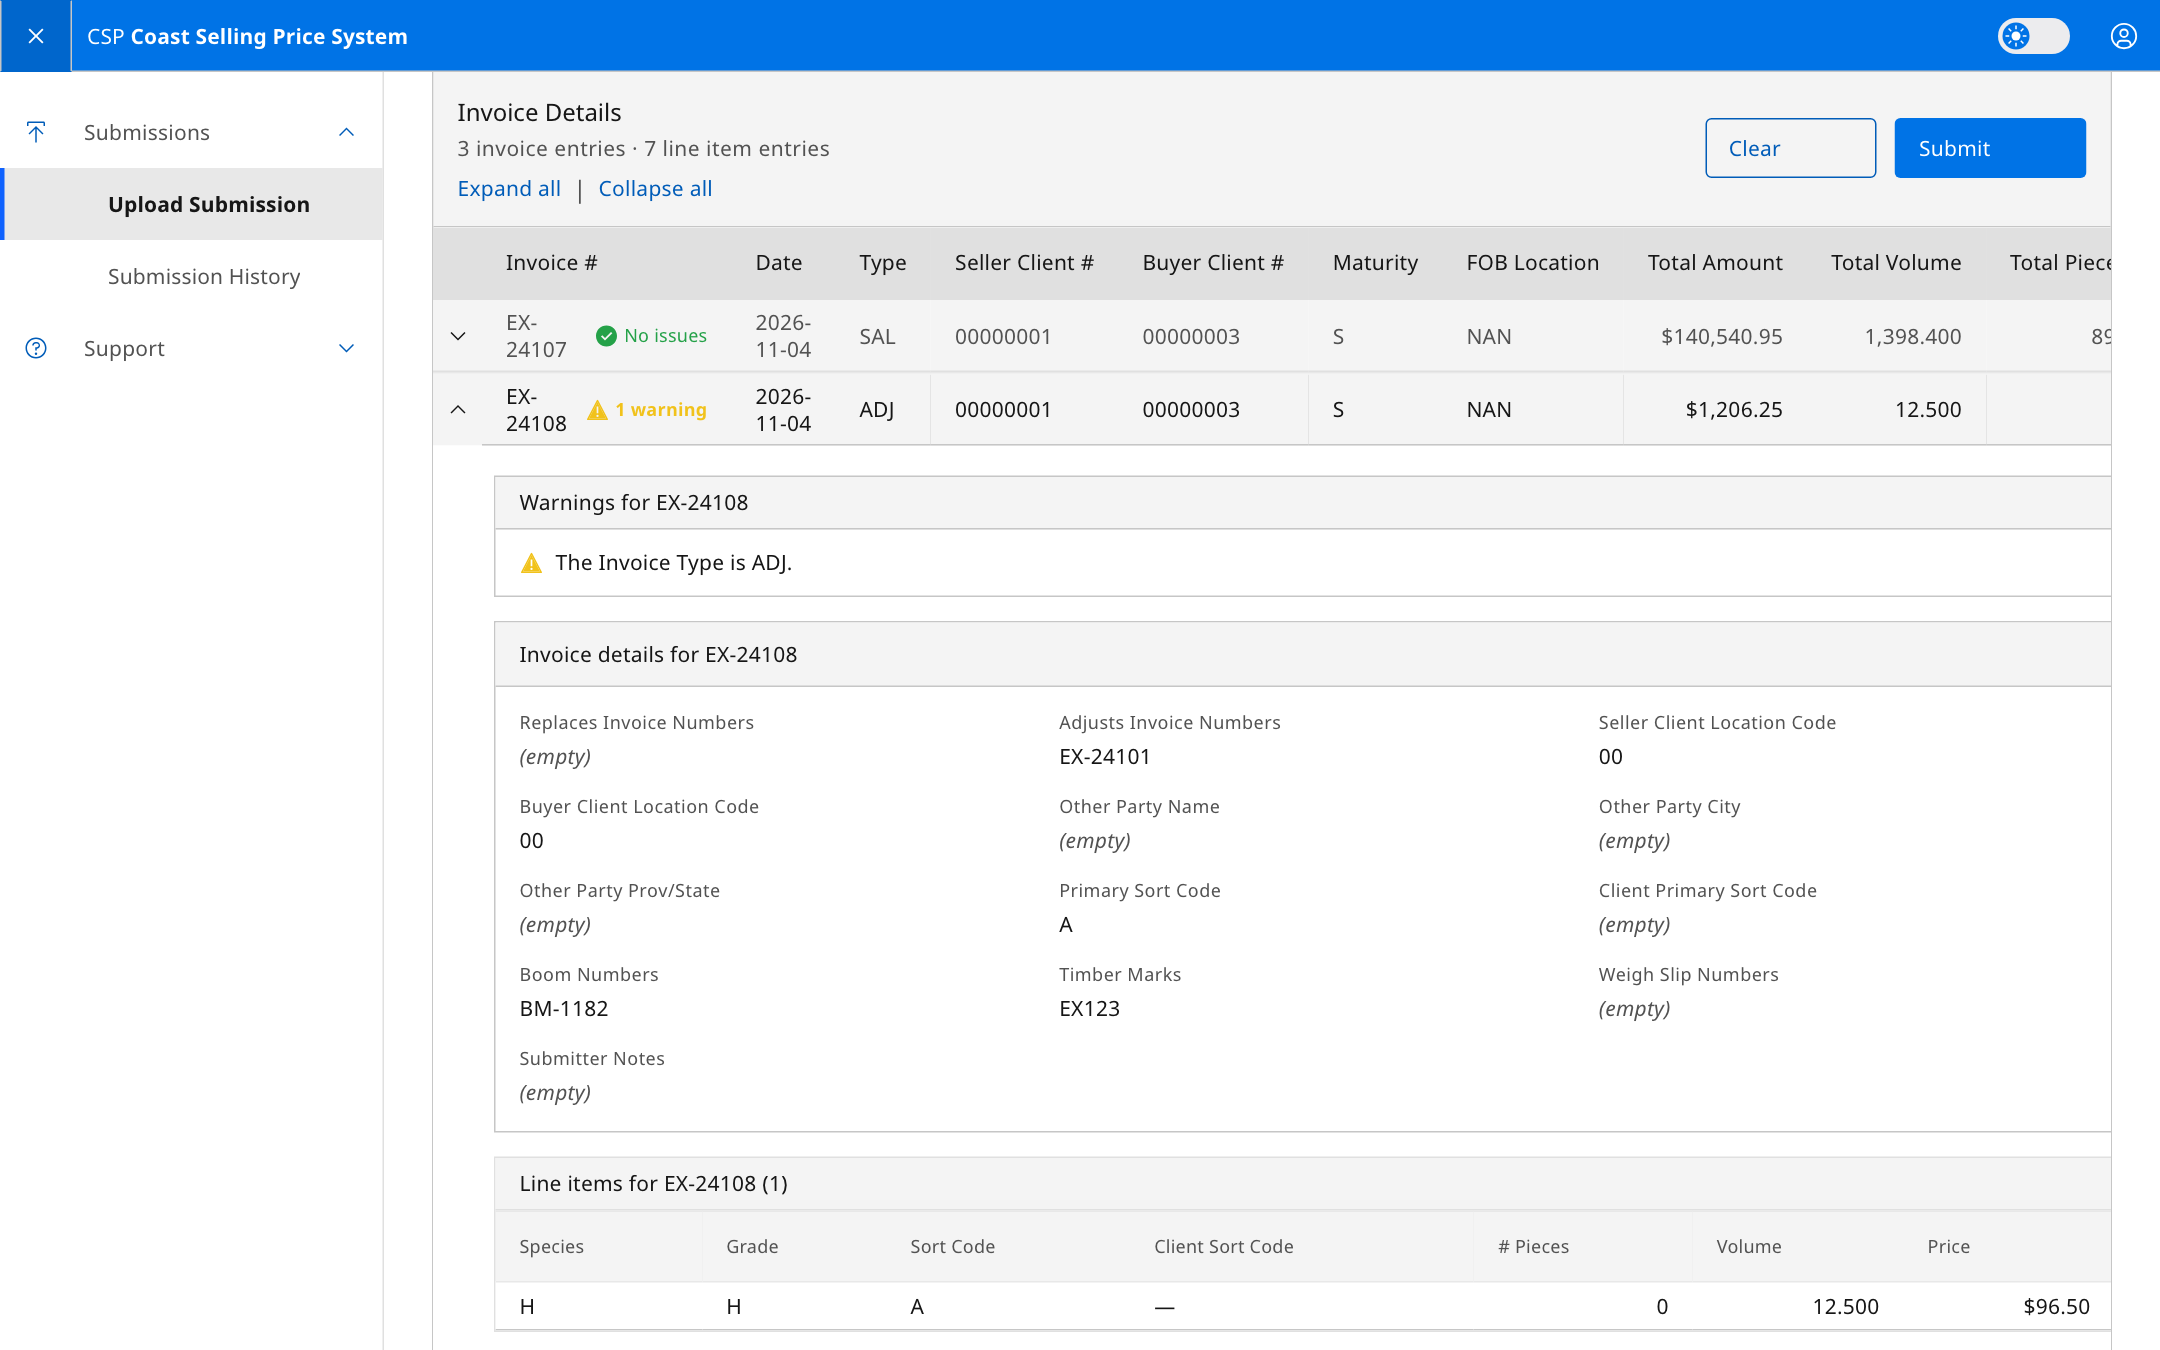 CSP Coast Selling Price System
Submissions
Upload Submission
Submission History
Support
Invoice Details
3 invoice entries · 7 line item entries
Expand all | Collapse all
Clear
Submit
Invoice # Date Type Seller Client # Buyer Client # Maturity FOB Location Total Amount Total Volume Total Piece
EX-24107 No issues 2026-11-04 SAL 00000001 00000003 S NAN $140,540.95 1,398.400 89
EX-24108 1 warning 2026-11-04 ADJ 00000001 00000003 S NAN $1,206.25 12.500
Warnings for EX-24108
The Invoice Type is ADJ.
Invoice details for EX-24108
Replaces Invoice Numbers Adjusts Invoice Numbers Seller Client Location Code
(empty) EX-24101 00
Buyer Client Location Code Other Party Name Other Party City
00 (empty) (empty)
Other Party Prov/State Primary Sort Code Client Primary Sort Code
(empty) A (empty)
Boom Numbers Timber Marks Weigh Slip Numbers
BM-1182 EX123 (empty)
Submitter Notes
(empty)
Line items for EX-24108 (1)
Species Grade Sort Code Client Sort Code # Pieces Volume Price
H H A — 0 12.500 $96.50